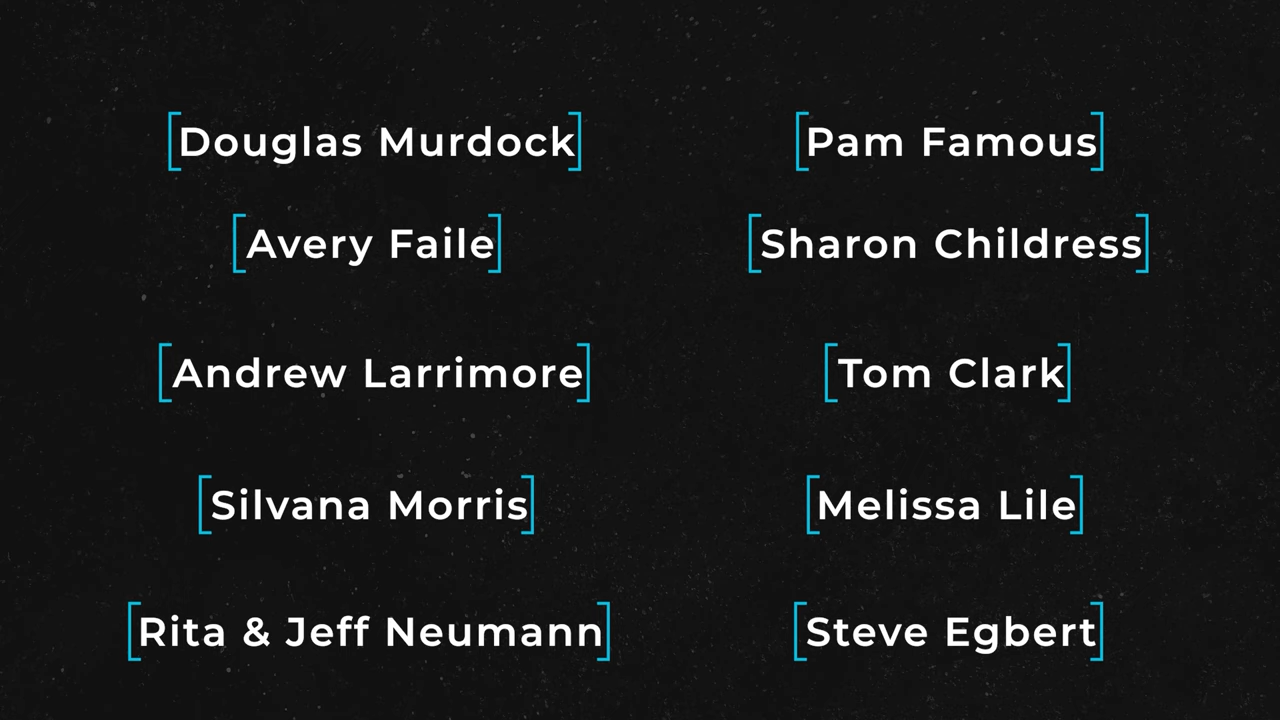 [Douglas Murdock]
[Pam Famous]
[Avery Faile]
[Sharon Childress]
[Andrew Larrimore]
[Tom Clark]
[Silvana Morris]
[Melissa Lile]
[Rita & Jeff Neumann]
[Steve Egbert]